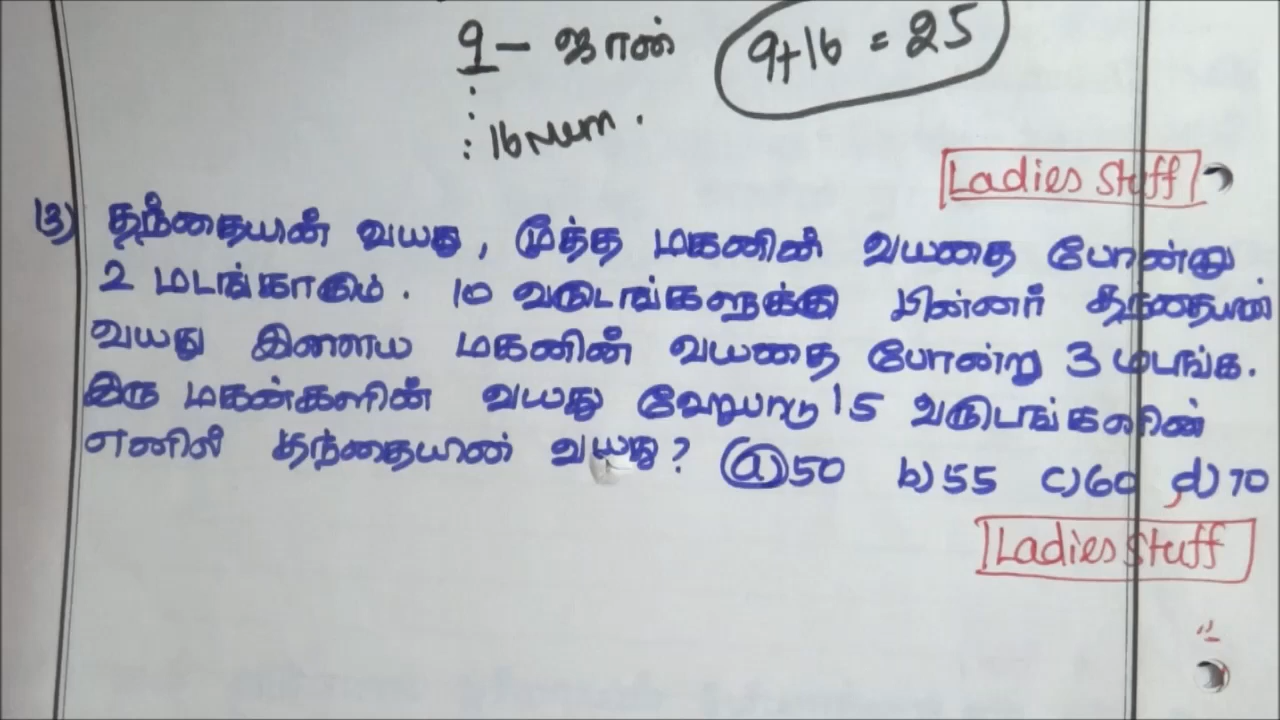 9 - ஜான் 9+16 = 25
16 Num.
Ladies Stuff
13) தந்தையின் வயது, மூத்த மகனின் வயதை போன்று
2 மடங்காகும். 10 வருடங்களுக்கு பின்னர் தந்தையின்
வயது இளைய மகனின் வயதை போன்று 3 மடங்கு.
இரு மகன்களின் வயது வேறுபாடு 15 வருடங்களின்
எனில் தந்தையின் வயது? a) 50 b) 55 c) 60 d) 70
Ladies Stuff